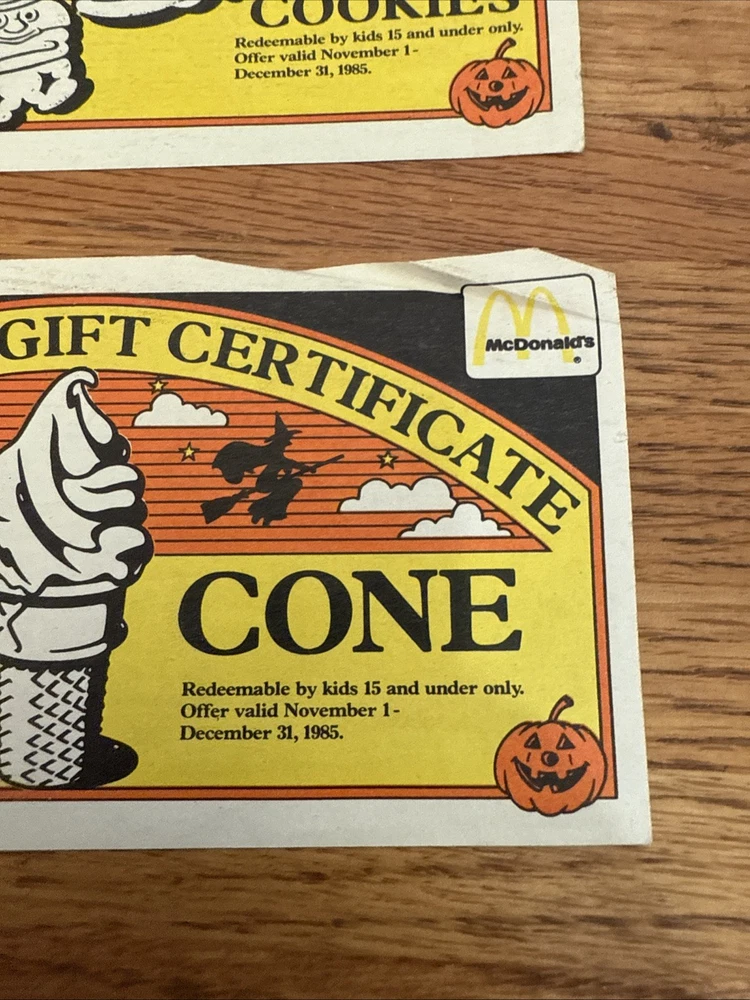 COOKIES
Redeemable by kids 15 and under only.
Offer valid November 1-
December 31, 1985.
GIFT CERTIFICATE
McDonald's
®
CONE
Redeemable by kids 15 and under only.
Offer valid November 1-
December 31, 1985.